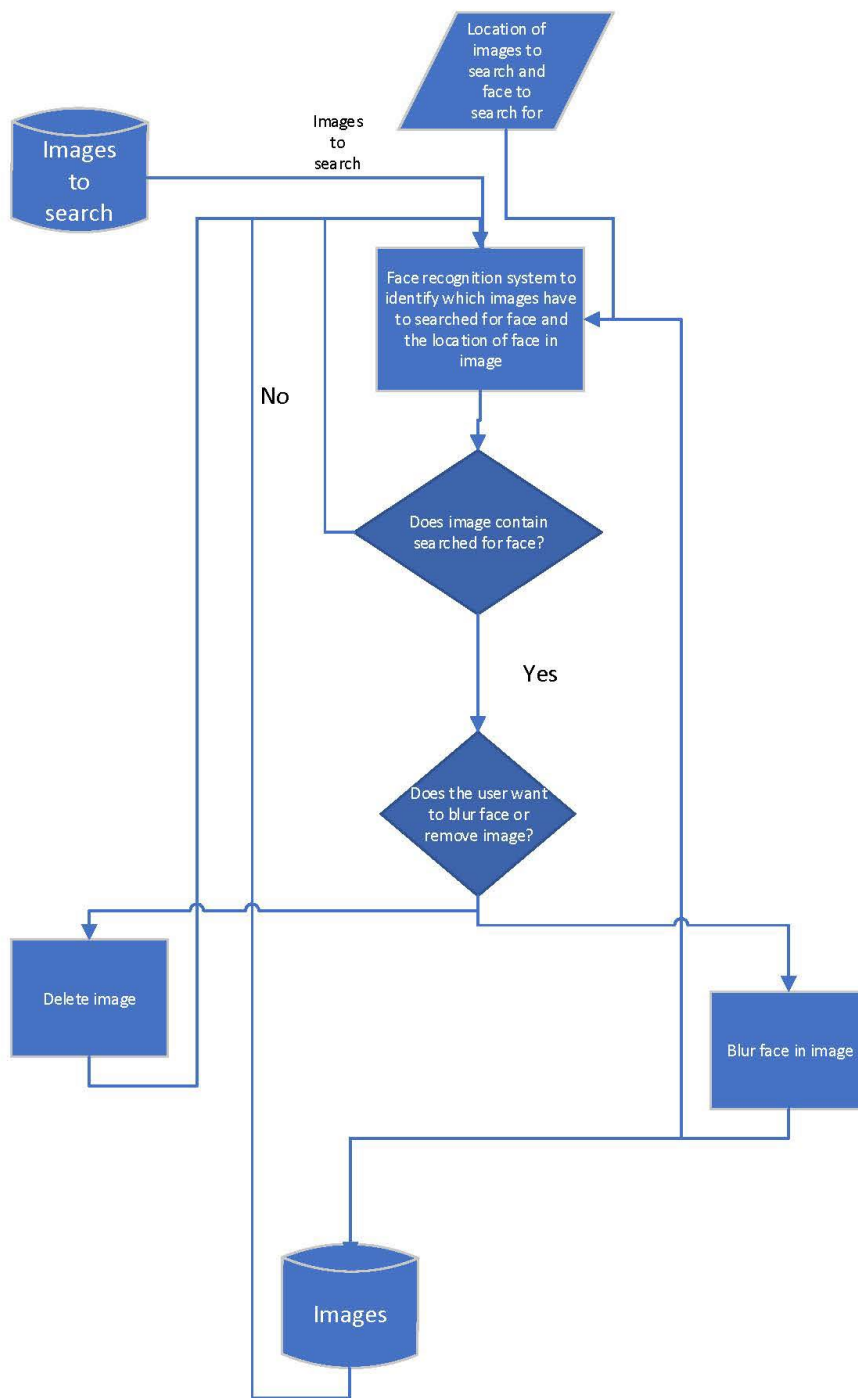 Location of
images to
search and
face to
search for
Images
to
search
Images
to
search
Face recognition system to
identify which images have
to searched for face and
the location of face in
image
No
Does image contain
searched for face?
Yes
Does the user want
to blur face or
remove image?
Delete image
Blur face in image
Images